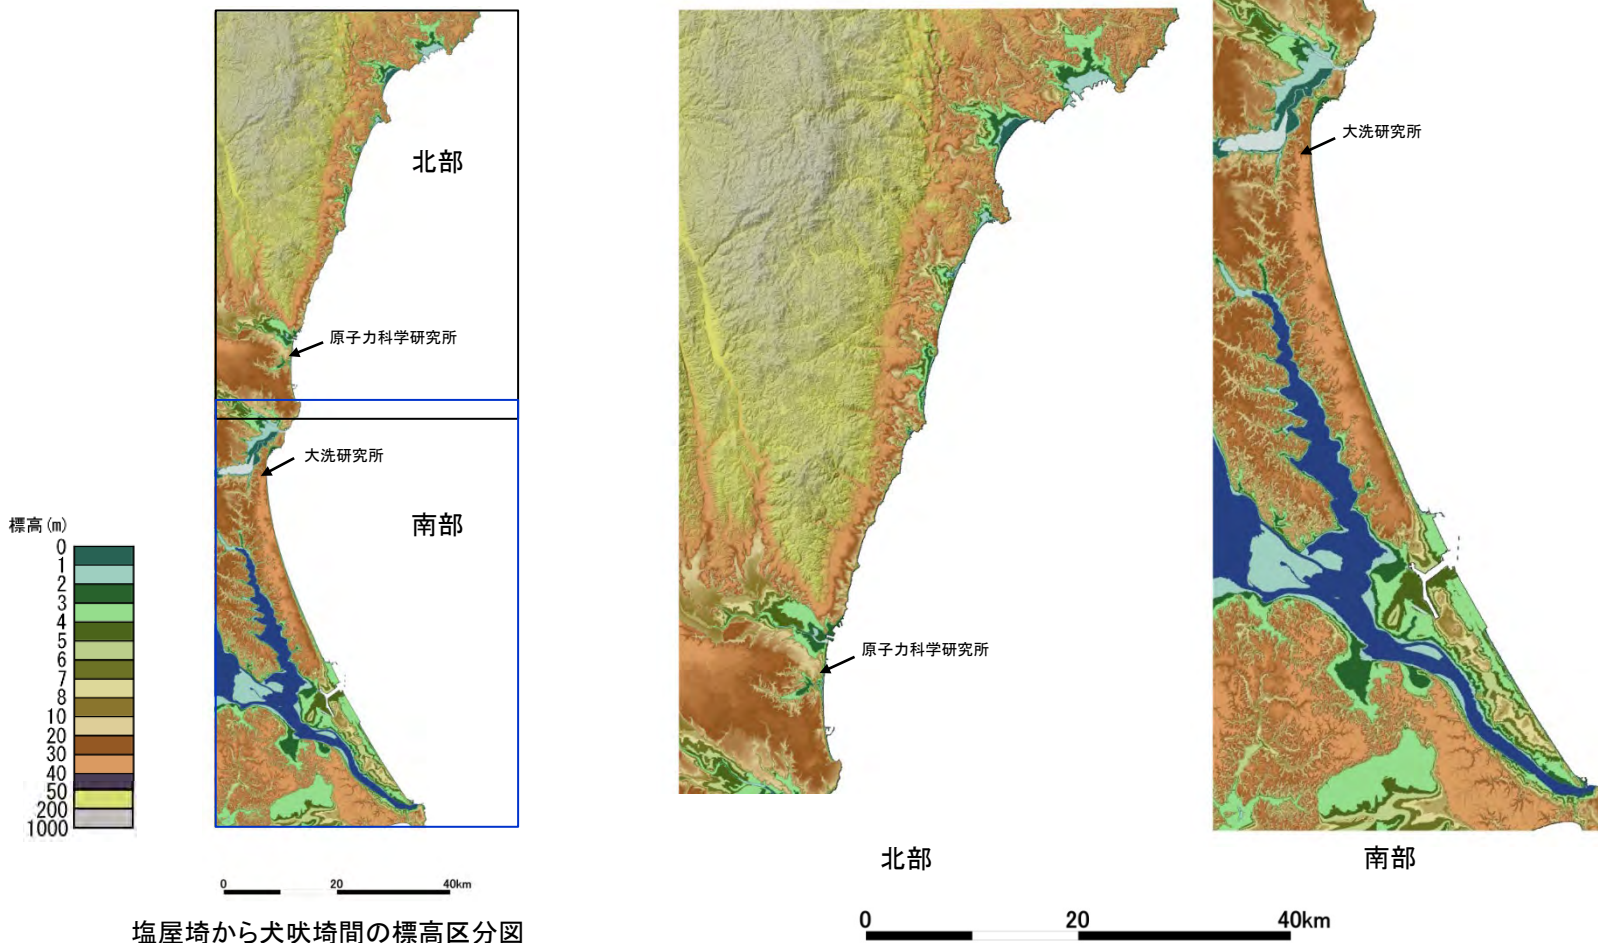 北部
原子力科学研究所
大洗研究所
南部
標高(m)
0
1
2
3
4
5
6
7
8
10
20
30
40
50
200
1000
0 20 40km
塩屋埼から犬吠埼間の標高区分図
原子力科学研究所
北部
大洗研究所
南部
0 20 40km